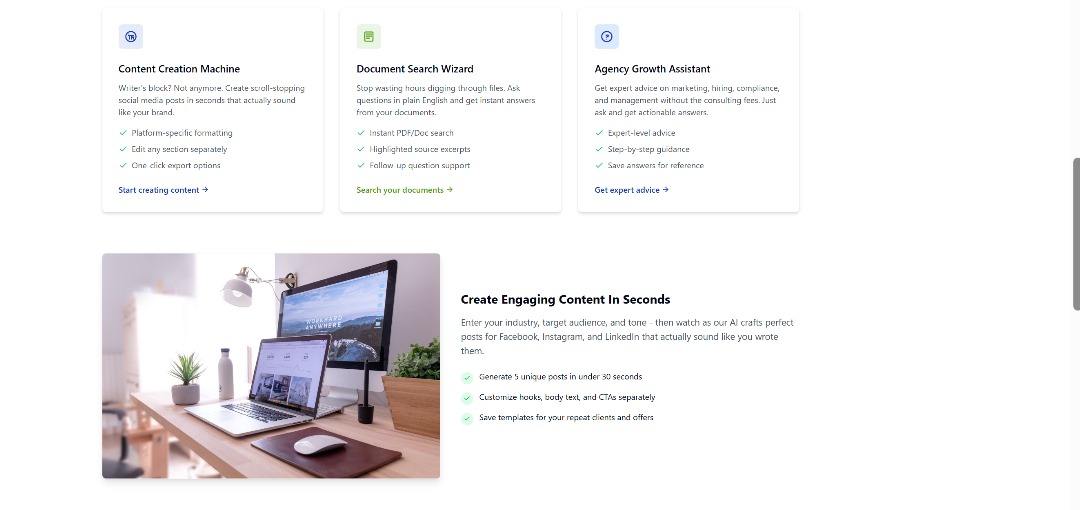 Content Creation Machine
Writer's block? Not anymore. Create scroll-stopping
social media posts in seconds that actually sound
like your brand.
Platform-specific formatting
Edit any section separately
One-click export options
Start creating content →
Document Search Wizard
Stop wasting hours digging through files. Ask
questions in plain English and get instant answers
from your documents.
Instant PDF/Doc search
Highlighted source excerpts
Follow-up question support
Search your documents →
Agency Growth Assistant
Get expert advice on marketing, hiring, compliance,
and management without the consulting fees. Just
ask and get actionable answers.
Expert-level advice
Step-by-step guidance
Save answers for reference
Get expert advice →
WORKHARD
ANYWHERE
Create Engaging Content In Seconds
Enter your industry, target audience, and tone - then watch as our AI crafts perfect
posts for Facebook, Instagram, and LinkedIn that actually sound like you wrote
them.
Generate 5 unique posts in under 30 seconds
Customize hooks, body text, and CTAs separately
Save templates for your repeat clients and offers